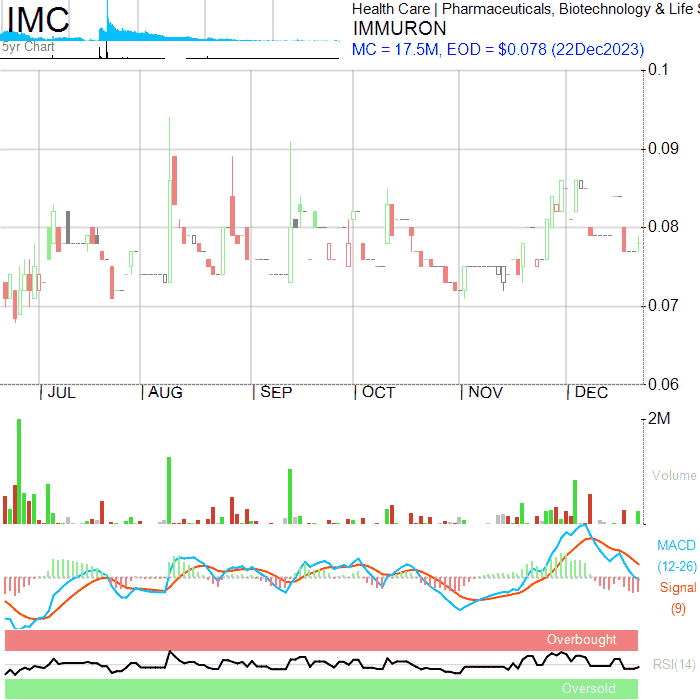 IMC
Health Care | Pharmaceuticals, Biotechnology & Life S
IMMURON
5yr Chart
MC = 17.5M, EOD = $0.078 (22Dec2023)
0.1
0.09
0.08
0.07
0.06
JUL AUG SEP OCT NOV DEC
2M
Volume
MACD
(12-26)
Signal
(9)
Overbought
RSI(14)
Oversold